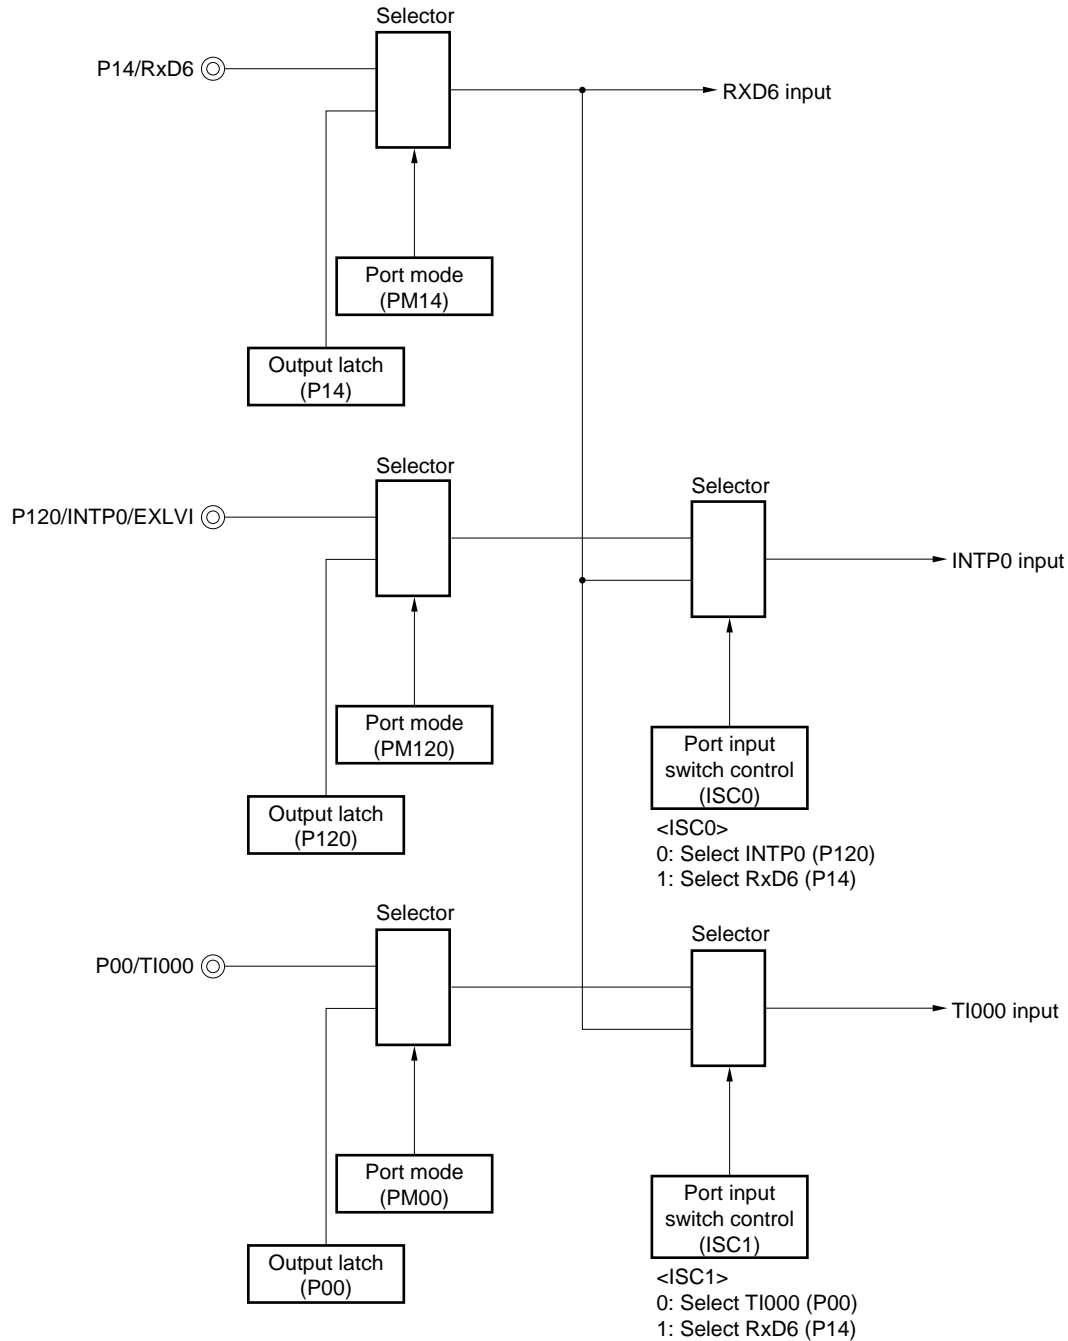 Selector
P14/RxD6
RXD6 input
Port mode
(PM14)
Output latch
(P14)
Selector
P120/INTP0/EXLVI
Selector
INTP0 input
Port mode
(PM120)
Port input
switch control
(ISC0)
Output latch
(P120)
<ISC0>
0: Select INTP0 (P120)
1: Select RxD6 (P14)
Selector
P00/TI000
Selector
TI000 input
Port mode
(PM00)
Port input
switch control
(ISC1)
Output latch
(P00)
<ISC1>
0: Select TI000 (P00)
1: Select RxD6 (P14)